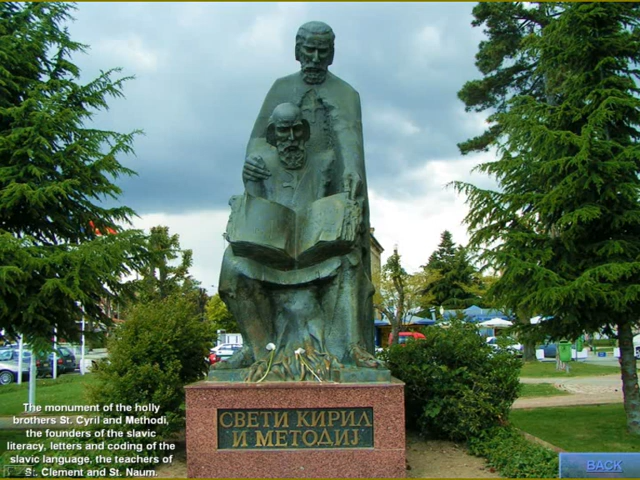 СВЕТИ КИРИЛ
И МЕТОДИЈ
The monument of the holly
brothers St. Cyril and Methodi,
the founders of the slavic
literacy, letters and coding of the
slavic language, the teachers of
St. Clement and St. Naum.
BACK